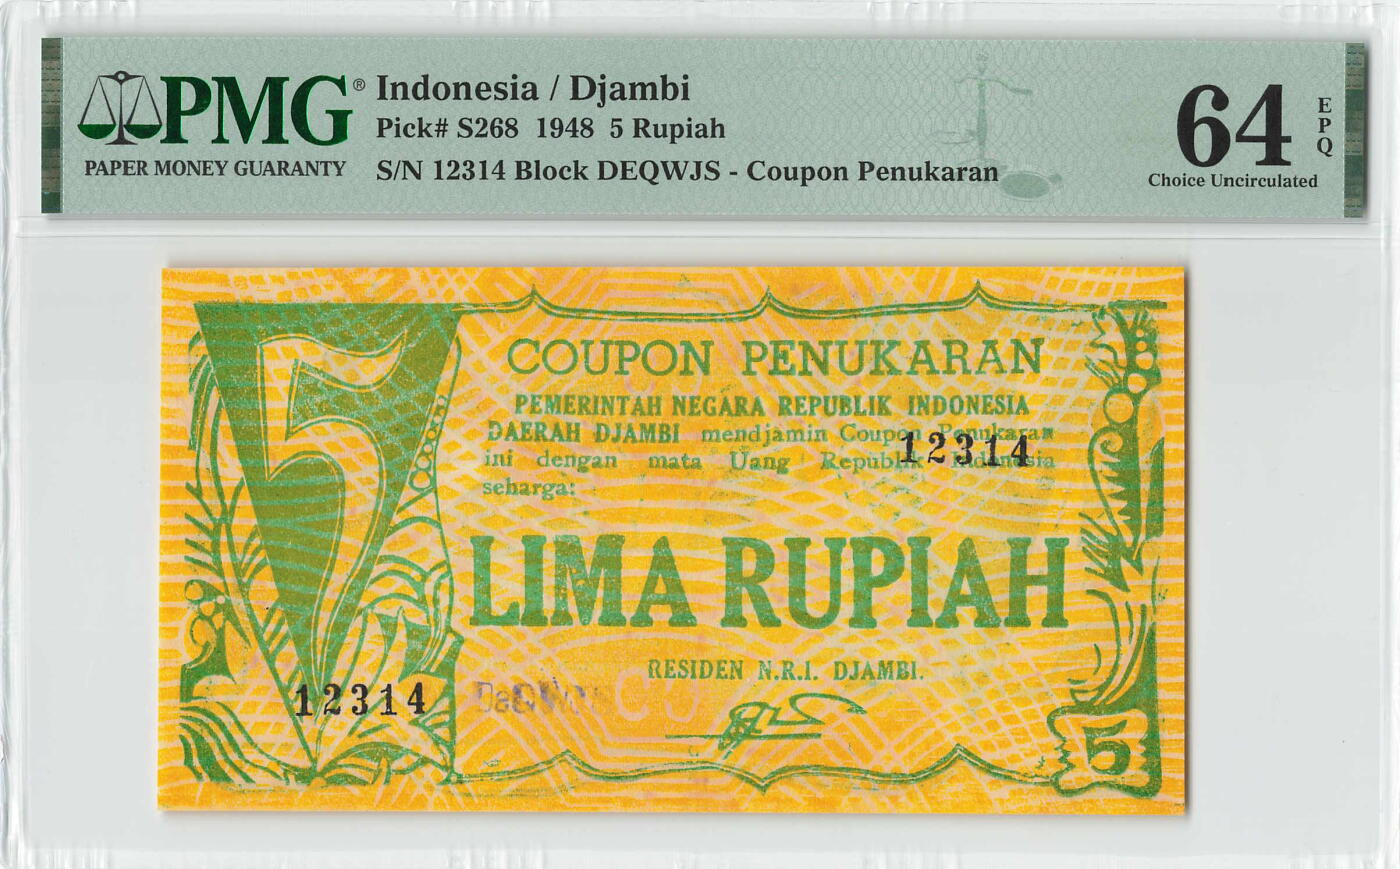 PMG®
PAPER MONEY GUARANTY
Indonesia / Djambi
Pick# S268 1948 5 Rupiah
S/N 12314 Block DEQWJS - Coupon Penukaran
64
EPQ
Choice Uncirculated
5
COUPON PENUKARAN
PEMERINTAH NEGARA REPUBLIK INDONESIA
DAERAH DJAMBI mendjamin Coupon Penukaran
12314
ini dengan mata Uang Republik Indonesia
seharga:
LIMA RUPIAH
RESIDEN N.R.I. DJAMBI.
12314
5